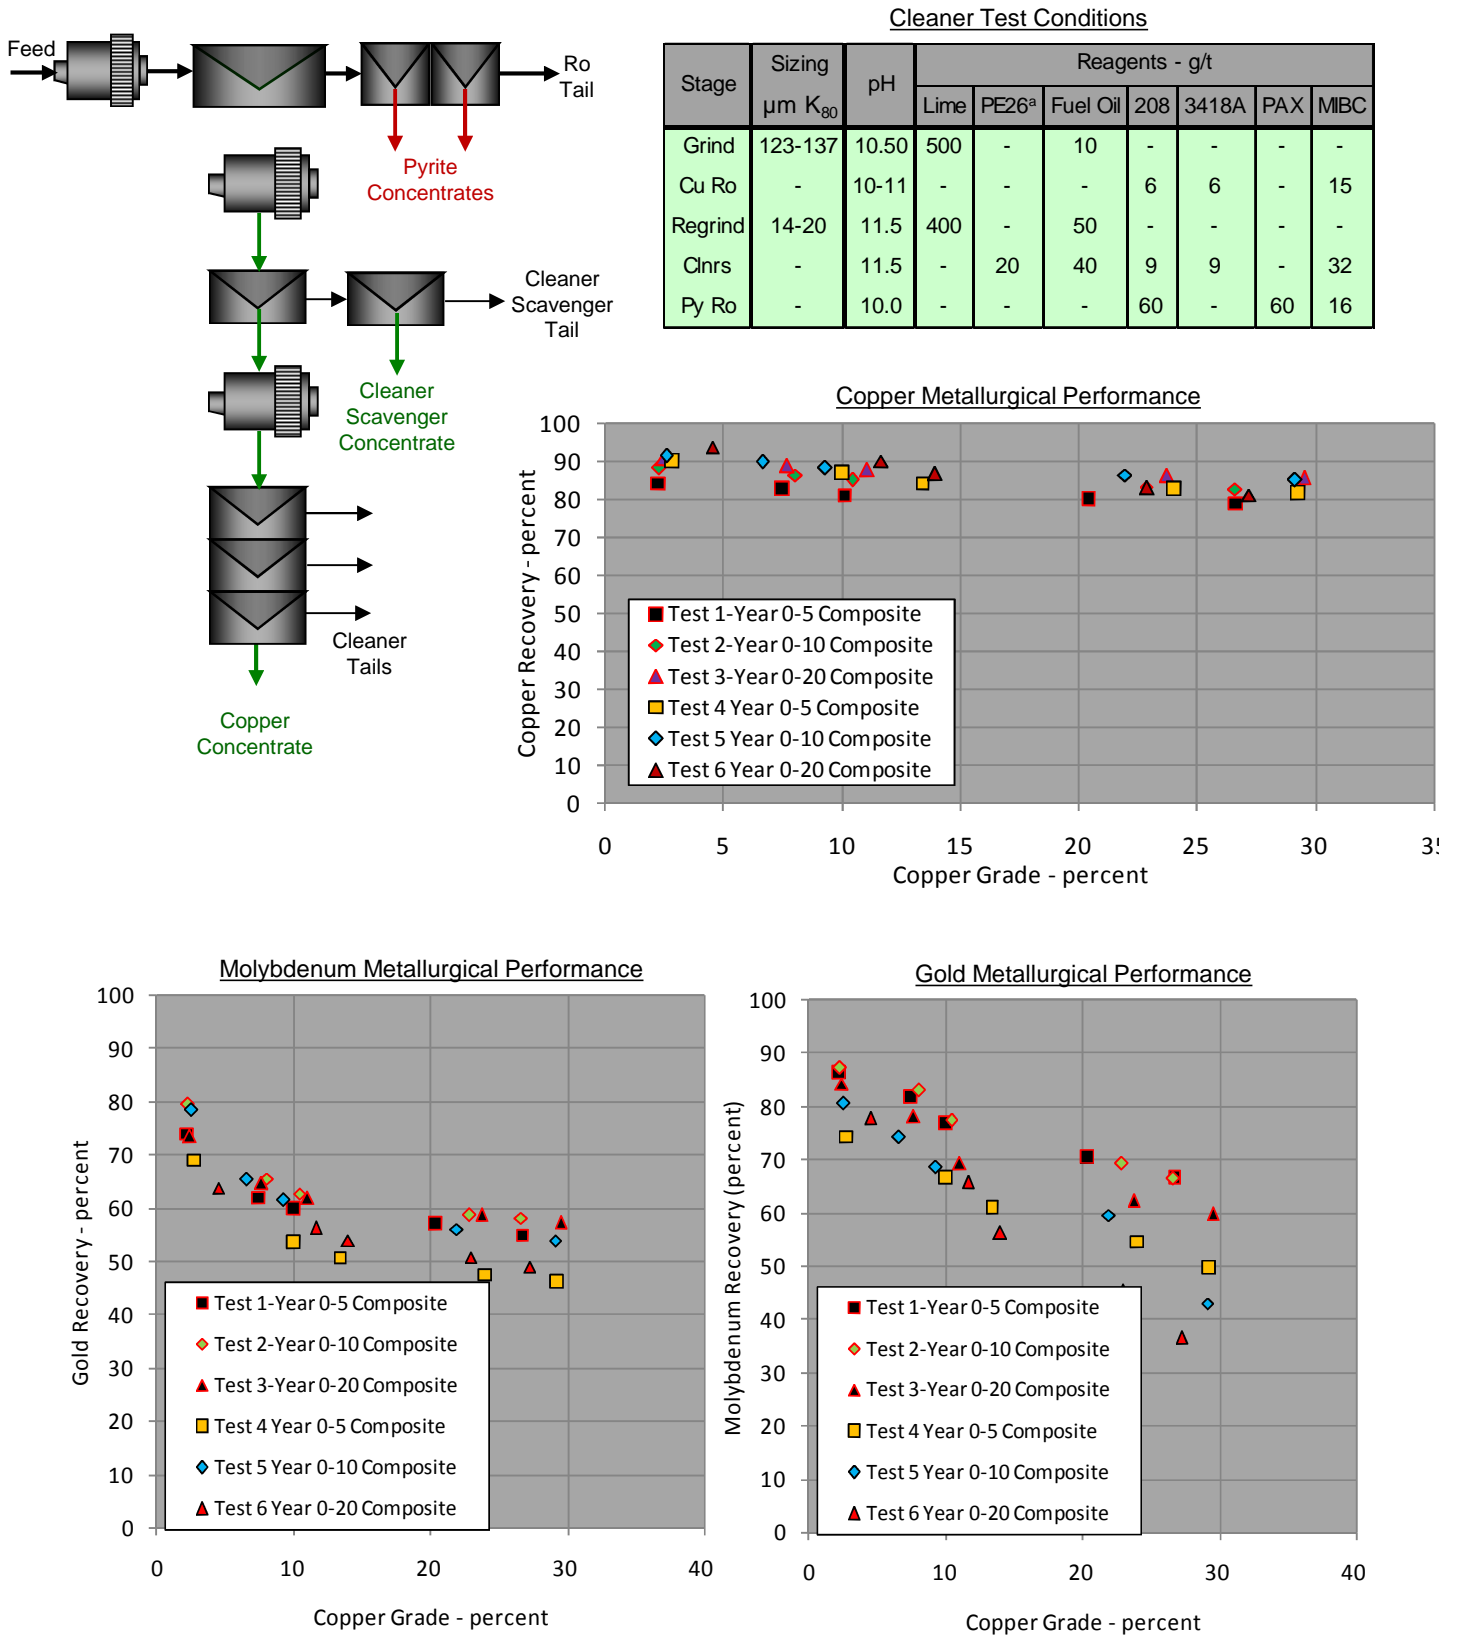 Feed
Ro
Tail
Pyrite
Concentrates
Cleaner
Scavenger
Tail
Cleaner
Scavenger
Concentrate
Cleaner
Tails
Copper
Concentrate
Cleaner Test Conditions
Stage Sizing µm K80 pH Reagents - g/t
Lime PE26ª Fuel Oil 208 3418A PAX MIBC
Grind 123-137 10.50 500 - 10 - - - -
Cu Ro - 10-11 - - - 6 6 - 15
Regrind 14-20 11.5 400 - 50 - - - -
Clnrs - 11.5 - 20 40 9 9 - 32
Py Ro - 10.0 - - - 60 - 60 16
Copper Metallurgical Performance
Copper Recovery - percent
100
90
80
70
60
50
40
30
20
10
0
Test 1-Year 0-5 Composite
Test 2-Year 0-10 Composite
Test 3-Year 0-20 Composite
Test 4 Year 0-5 Composite
Test 5 Year 0-10 Composite
Test 6 Year 0-20 Composite
0 5 10 15 20 25 30 35
Copper Grade - percent
Molybdenum Metallurgical Performance
Gold Recovery - percent
100
90
80
70
60
50
40
30
20
10
0
Test 1-Year 0-5 Composite
Test 2-Year 0-10 Composite
Test 3-Year 0-20 Composite
Test 4 Year 0-5 Composite
Test 5 Year 0-10 Composite
Test 6 Year 0-20 Composite
0 10 20 30 40
Copper Grade - percent
Gold Metallurgical Performance
Molybdenum Recovery (percent)
100
90
80
70
60
50
40
30
20
10
0
Test 1-Year 0-5 Composite
Test 2-Year 0-10 Composite
Test 3-Year 0-20 Composite
Test 4 Year 0-5 Composite
Test 5 Year 0-10 Composite
Test 6 Year 0-20 Composite
0 10 20 30 40
Copper Grade - percent